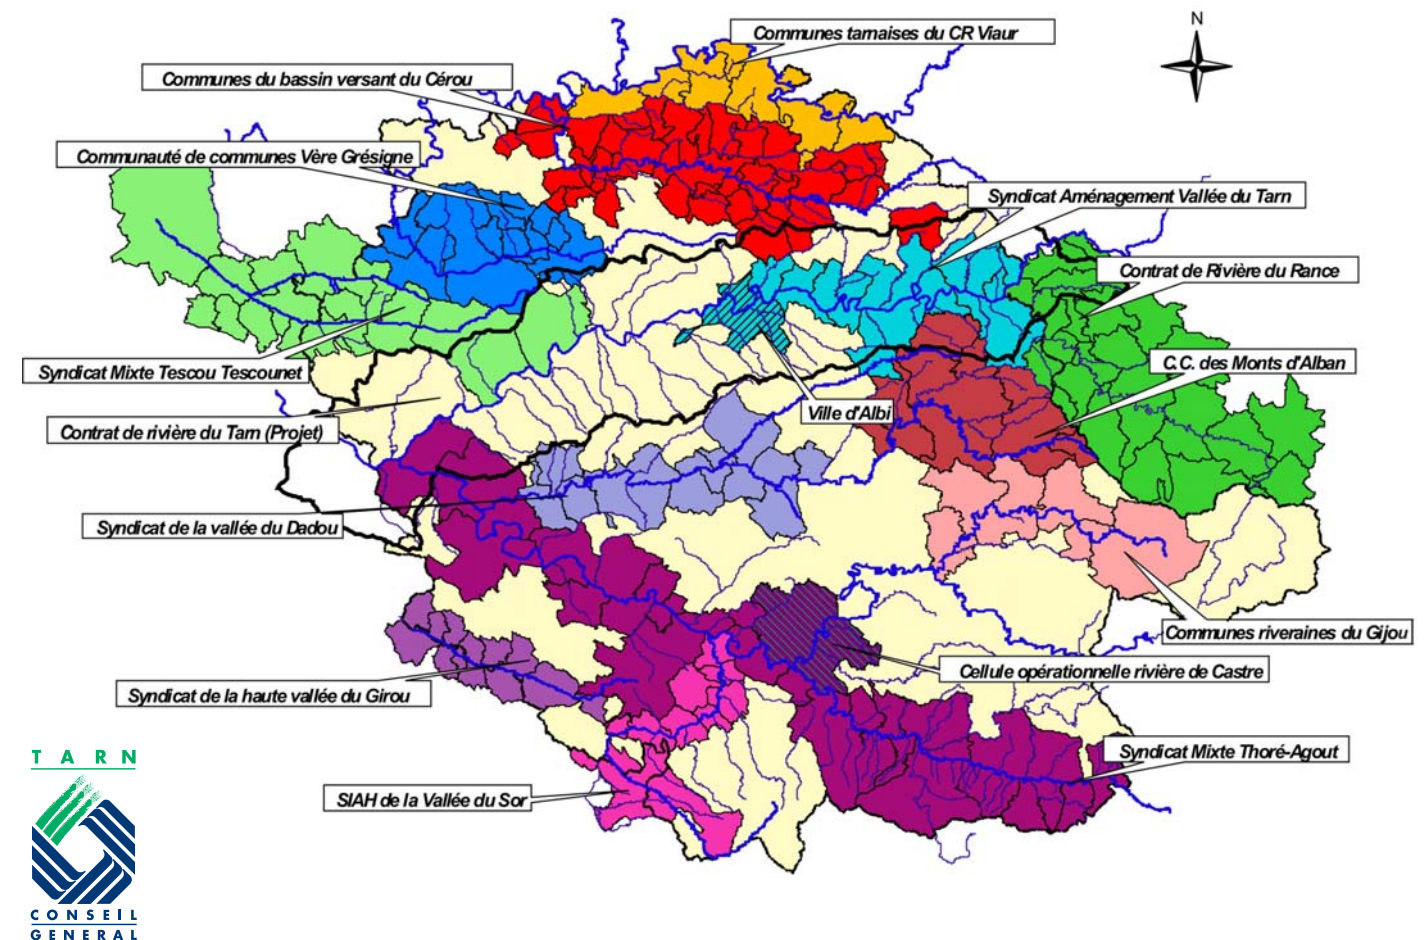 N
Communes tarnaises du CR Viaur
Communes du bassin versant du Cérou
Communauté de communes Vère Grésigne
Syndicat Aménagement Vallée du Tarn
Contrat de Rivière du Rance
C.C. des Monts d'Alban
Syndicat Mixte Tescou Tescounet
Ville d'Albi
Contrat de rivière du Tarn (Projet)
Syndicat de la vallée du Dadou
Communes riveraines du Gijou
Cellule opérationnelle rivière de Castre
Syndicat de la haute vallée du Girou
Syndicat Mixte Thoré-Agout
SIAH de la Vallée du Sor
TARN
CONSEIL
GENERAL